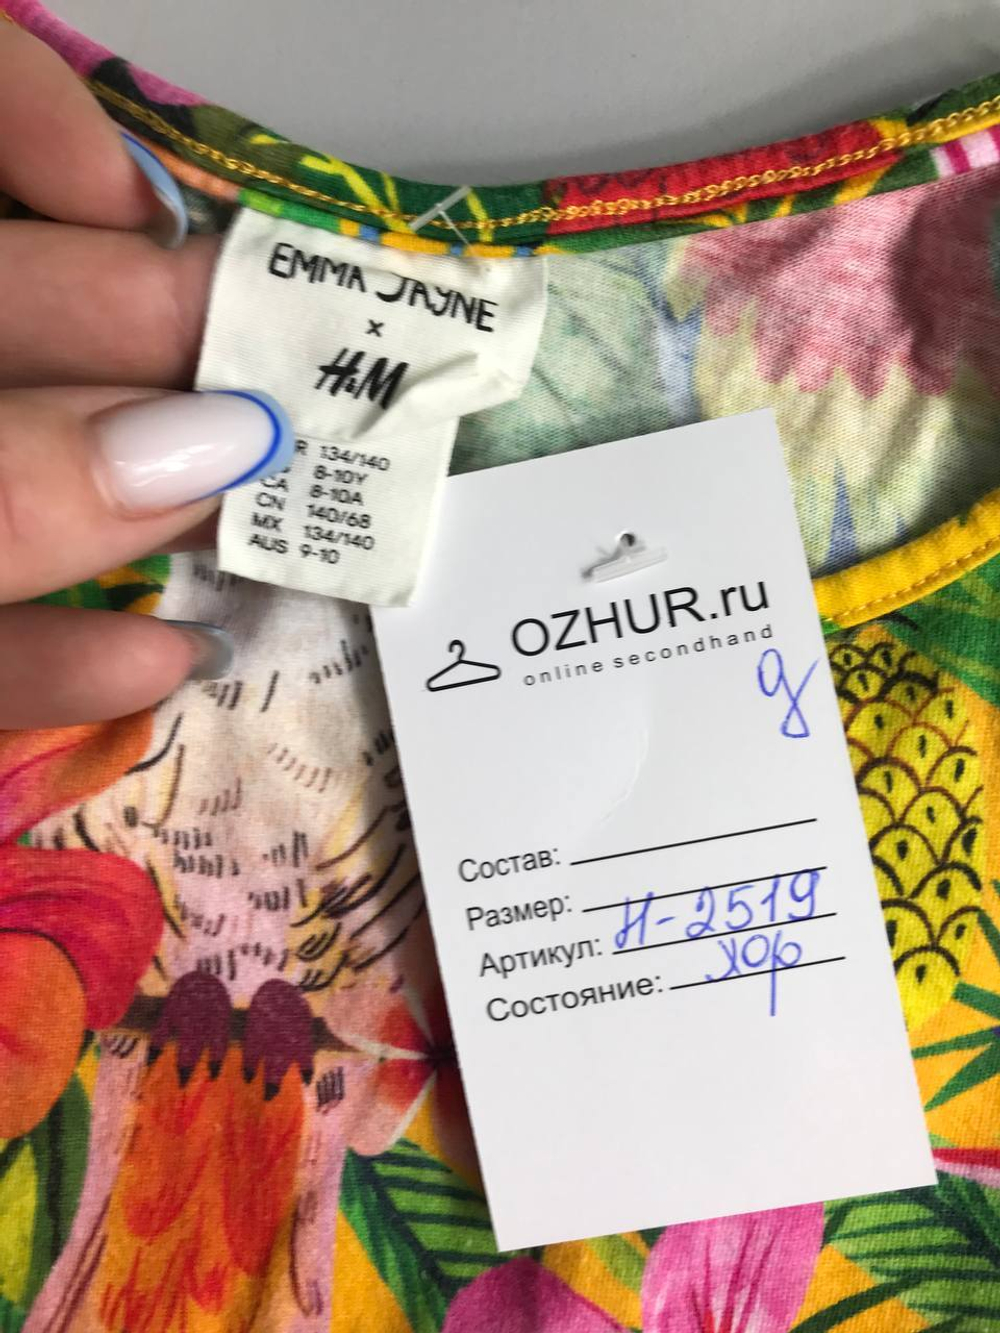 EMMA JAYNE
x
H&M
R 134/140
8-10Y
CA 8-10A
CN 140/68
MX 134/140
AUS 9-10
OZHUR.ru
online secondhand
д
Состав:
Размер:
Артикул: Н-2519
Состояние: хор